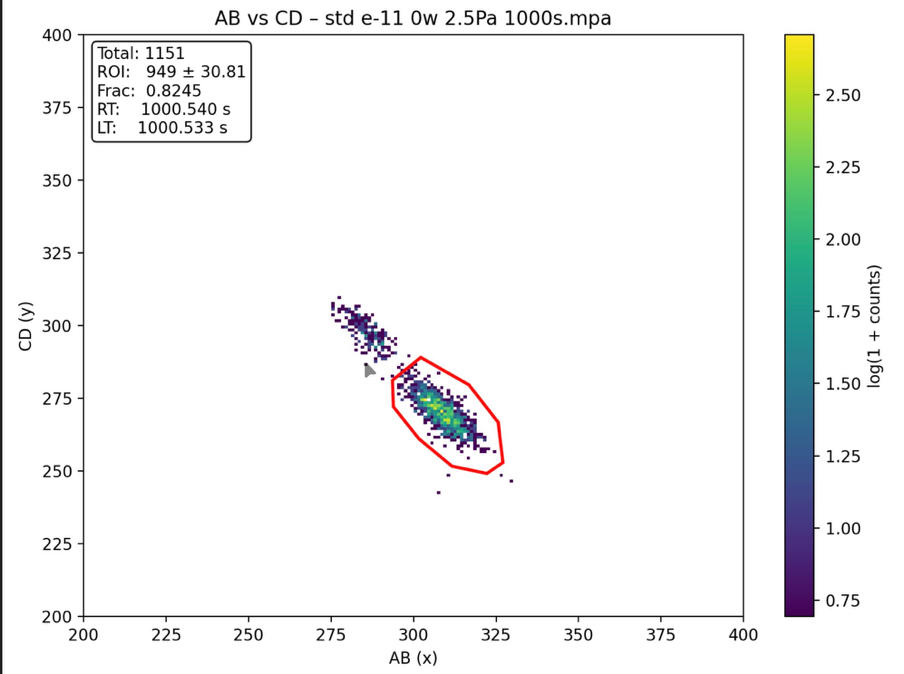 AB vs CD – std e-11 0w 2.5Pa 1000s.mpa
Total: 1151
ROI: 949 ± 30.81
Frac: 0.8245
RT: 1000.540 s
LT: 1000.533 s
400
375
350
325
300
275
250
225
200
CD (y)
200
225
250
275
300
325
350
375
400
AB (x)
2.50
2.25
2.00
1.75
1.50
1.25
1.00
0.75
log(1 + counts)